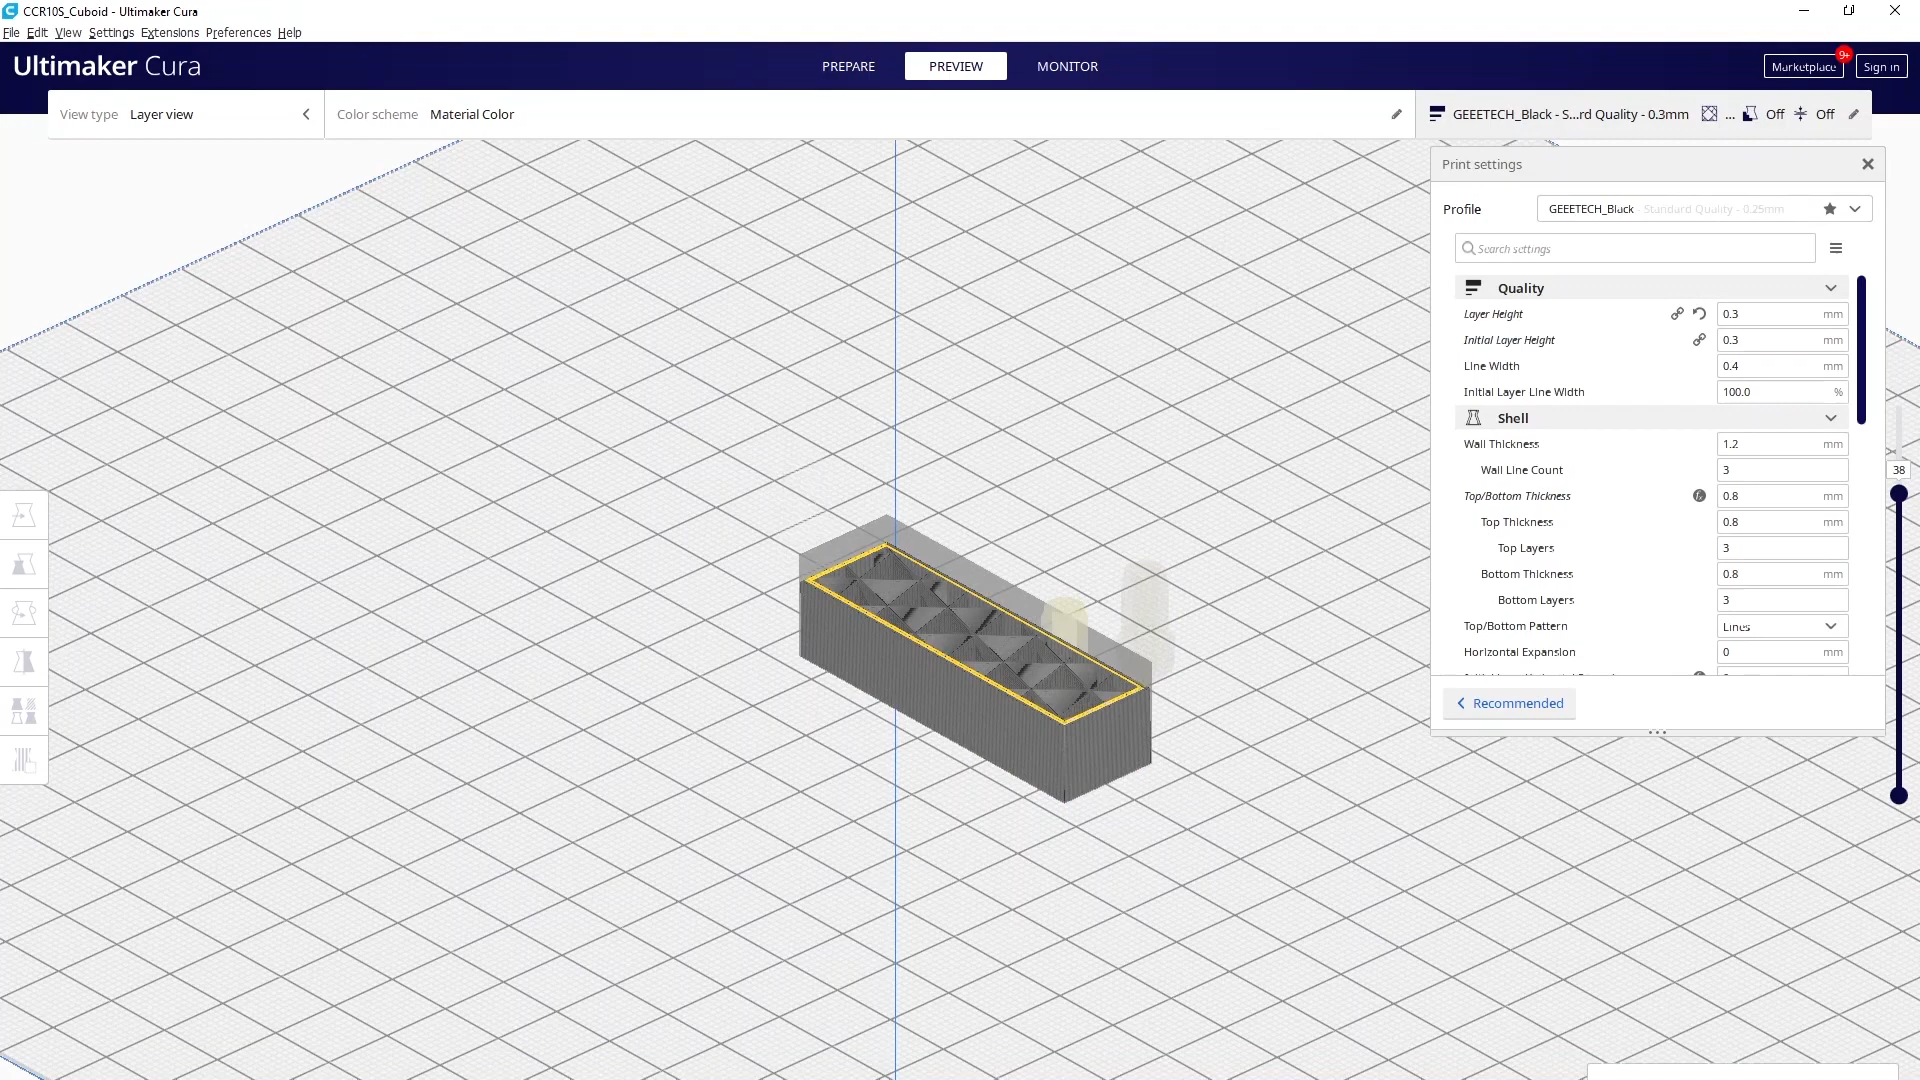 CCR10S_Cuboid - Ultimaker Cura
File Edit View Settings Extensions Preferences Help
Ultimaker Cura
PREPARE
PREVIEW
MONITOR
Marketplace
9+
Sign in
View type Layer view
Color scheme Material Color
GEEETECH_Black - S...rd Quality - 0.3mm ... Off Off
Print settings
Profile
GEEETECH_Black - Standard Quality - 0.25mm
Search settings
Quality
Layer Height 0.3 mm
Initial Layer Height 0.3 mm
Line Width 0.4 mm
Initial Layer Line Width 100.0 %
Shell
Wall Thickness 1.2 mm
Wall Line Count 3
Top/Bottom Thickness 0.8 mm
Top Thickness 0.8 mm
Top Layers 3
Bottom Thickness 0.8 mm
Bottom Layers 3
Top/Bottom Pattern Lines
Horizontal Expansion 0 mm
Recommended
38